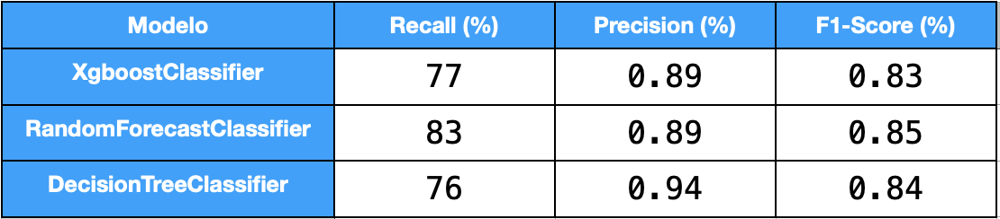 Modelo Recall (%) Precision (%) F1-Score (%)
XgboostClassifier 77 0.89 0.83
RandomForecastClassifier 83 0.89 0.85
DecisionTreeClassifier 76 0.94 0.84